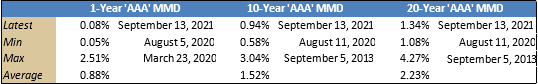 1-Year 'AAA' MMD 10-Year 'AAA' MMD 20-Year 'AAA' MMD
Latest 0.08% September 13, 2021 0.94% September 13, 2021 1.34% September 13, 2021
Min 0.05% August 5, 2020 0.58% August 11, 2020 1.08% August 11, 2020
Max 2.51% March 23, 2020 3.04% September 5, 2013 4.27% September 5, 2013
Average 0.88% 1.52% 2.23%